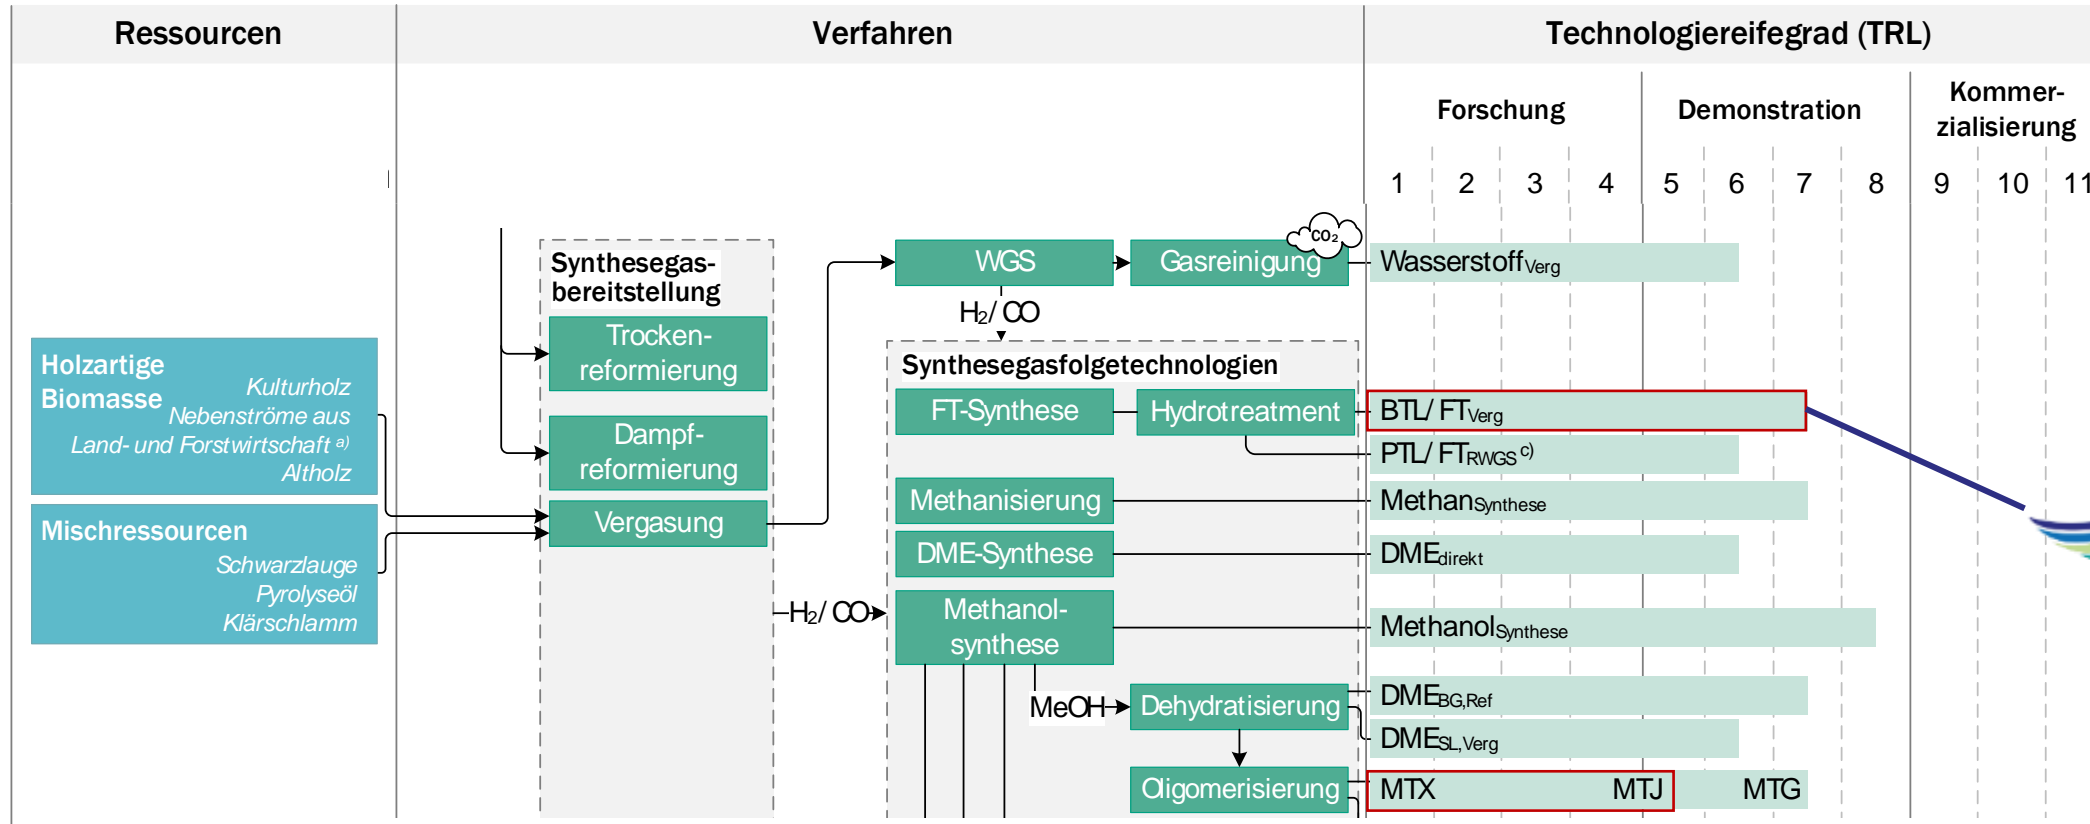 Ressourcen
Verfahren
Technologiereifegrad (TRL)
Forschung
Demonstration
Kommer-
zialisierung
1 2 3 4 5 6 7 8 9 10 11
Synthesegas-
bereitstellung
Trocken-
reformierung
Dampf-
reformierung
Vergasung
Holzartige
Biomasse
Kulturholz
Nebenströme aus
Land- und Forstwirtschaft a)
Altholz
Mischressourcen
Schwarzlauge
Pyrolyseöl
Klärschlamm
H2/ CO
WGS
Gasreinigung
CO2
H2/ CO
Synthesegasfolgetechnologien
FT-Synthese
Hydrotreatment
Methanisierung
DME-Synthese
Methanol-
synthese
MeOH
Dehydratisierung
Oligomerisierung
WasserstoffVerg
BTL/ FTVerg
PTL/ FTRWGS c)
MethanSynthese
DMEdirekt
MethanolSynthese
DMEBG,Ref
DMESL,Verg
MTX MTJ MTG